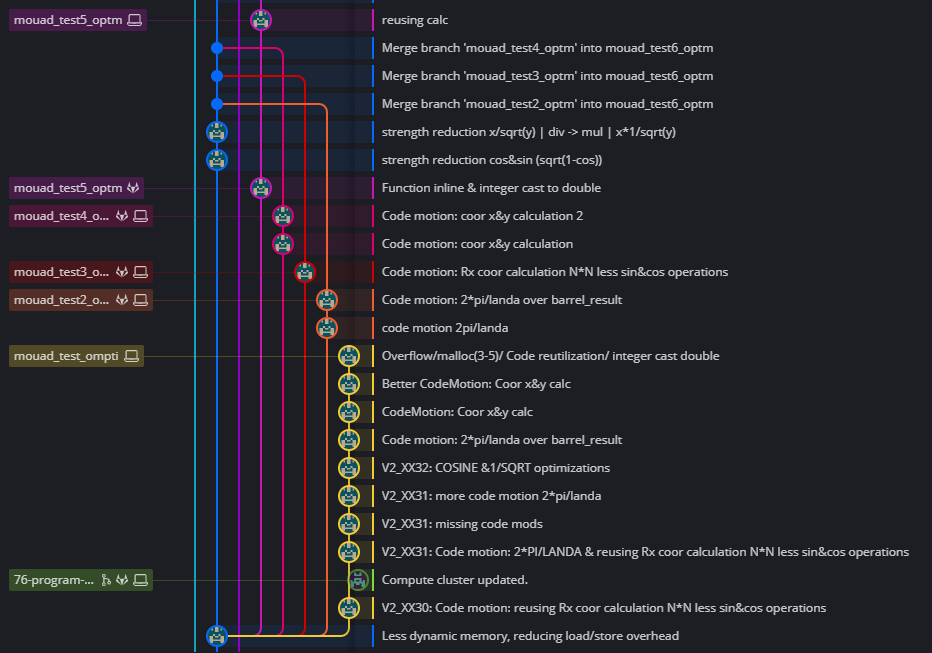 mouad_test5_optm reusing calc
Merge branch 'mouad_test4_optm' into mouad_test6_optm
Merge branch 'mouad_test3_optm' into mouad_test6_optm
Merge branch 'mouad_test2_optm' into mouad_test6_optm
strength reduction x/sqrt(y) | div -> mul | x*1/sqrt(y)
strength reduction cos&sin (sqrt(1-cos))
mouad_test5_optm Function inline & integer cast to double
mouad_test4_o... Code motion: coor x&y calculation 2
Code motion: coor x&y calculation
mouad_test3_o... Code motion: Rx coor calculation N*N less sin&cos operations
mouad_test2_o... Code motion: 2*pi/landa over barrel_result
code motion 2pi/landa
mouad_test_ompti Overflow/malloc(3-5)/ Code reutilization/ integer cast double
Better CodeMotion: Coor x&y calc
CodeMotion: Coor x&y calc
Code motion: 2*pi/landa over barrel_result
V2_XX32: COSINE &1/SQRT optimizations
V2_XX31: more code motion 2*pi/landa
V2_XX31: missing code mods
V2_XX31: Code motion: 2*PI/LANDA & reusing Rx coor calculation N*N less sin&cos operations
76-program-... Compute cluster updated.
V2_XX30: Code motion: reusing Rx coor calculation N*N less sin&cos operations
Less dynamic memory, reducing load/store overhead